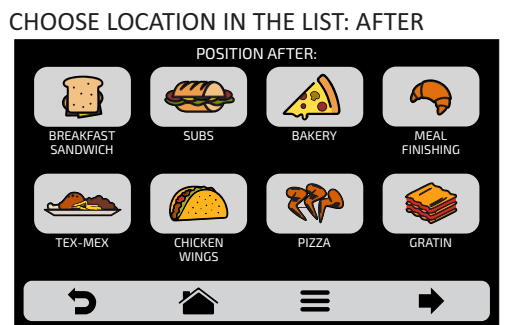 CHOOSE LOCATION IN THE LIST: AFTER
POSITION AFTER:
BREAKFAST
SANDWICH
SUBS
BAKERY
MEAL
FINISHING
TEX-MEX
CHICKEN
WINGS
PIZZA
GRATIN